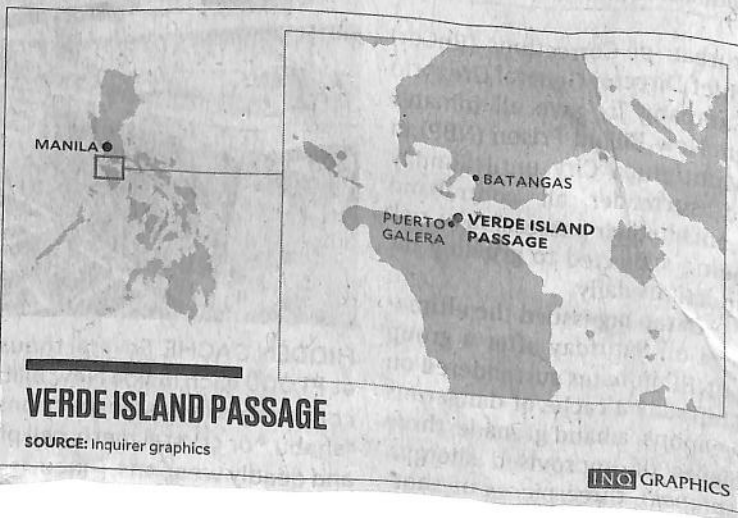 MANILA
BATANGAS
PUERTO
GALERA
VERDE ISLAND
PASSAGE
VERDE ISLAND PASSAGE
SOURCE: Inquirer graphics
INQ GRAPHICS